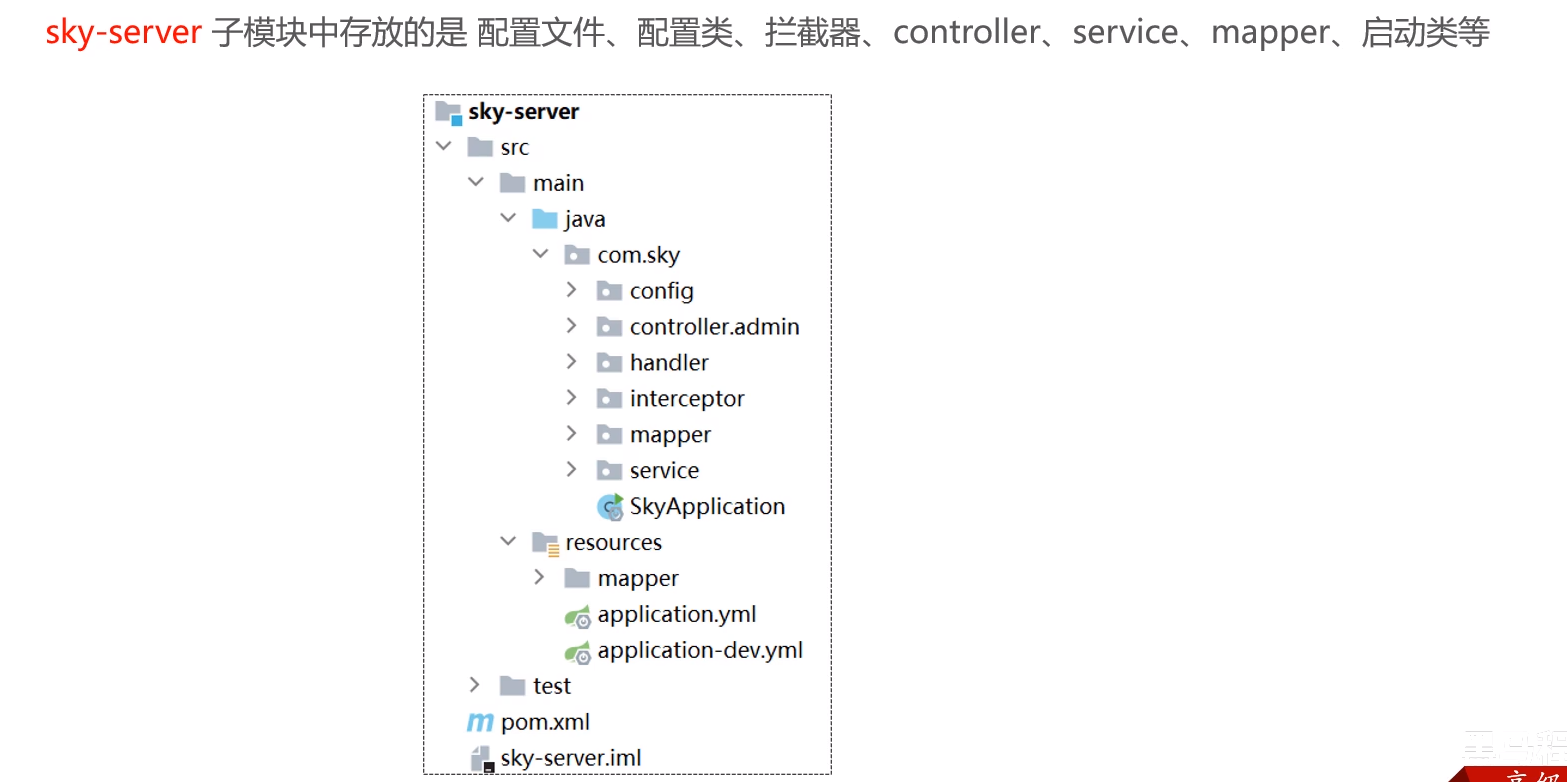 sky-server 子模块中存放的是 配置文件、配置类、拦截器、controller、service、mapper、启动类等
sky-server
src
main
java
com.sky
config
controller.admin
handler
interceptor
mapper
service
SkyApplication
resources
mapper
application.yml
application-dev.yml
test
pom.xml
sky-server.iml